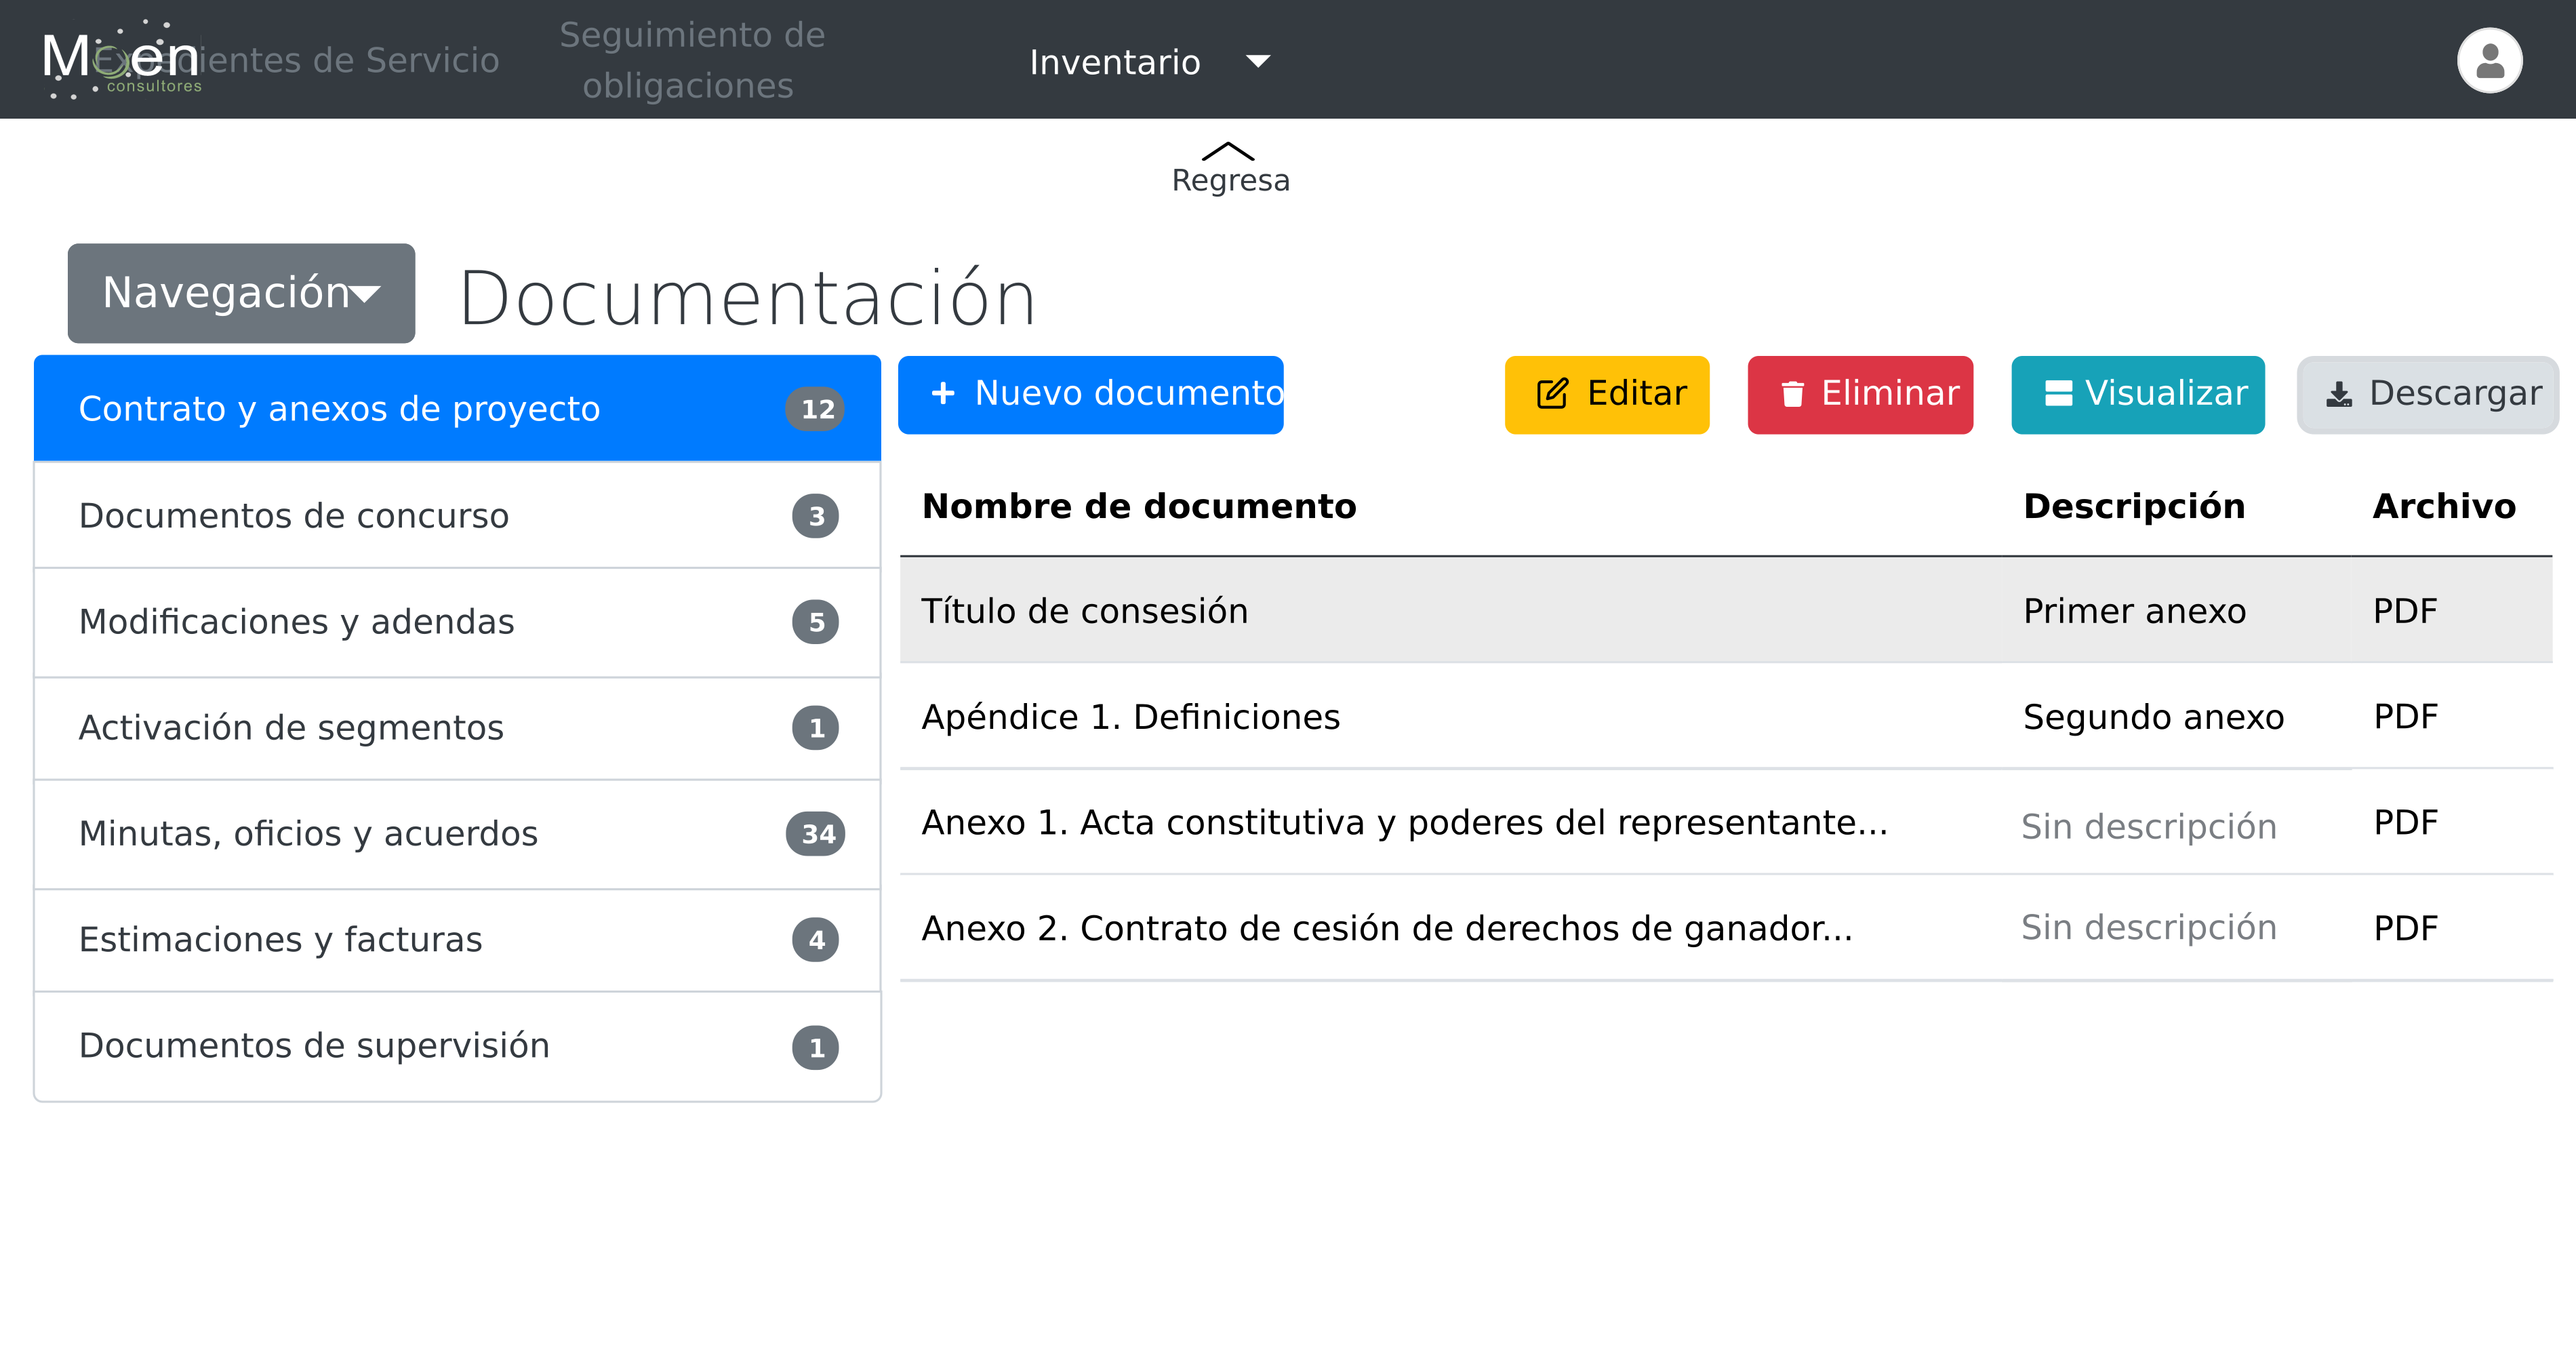 Moen
consultores
Expedientes de Servicio
Seguimiento de
obligaciones
Inventario
Regresa
Navegación
Documentación
Contrato y anexos de proyecto 12
Documentos de concurso 3
Modificaciones y adendas 5
Activación de segmentos 1
Minutas, oficios y acuerdos 34
Estimaciones y facturas 4
Documentos de supervisión 1
+ Nuevo documento
Editar
Eliminar
Visualizar
Descargar
Nombre de documento Descripción Archivo
Título de consesión Primer anexo PDF
Apéndice 1. Definiciones Segundo anexo PDF
Anexo 1. Acta constitutiva y poderes del representante... Sin descripción PDF
Anexo 2. Contrato de cesión de derechos de ganador... Sin descripción PDF